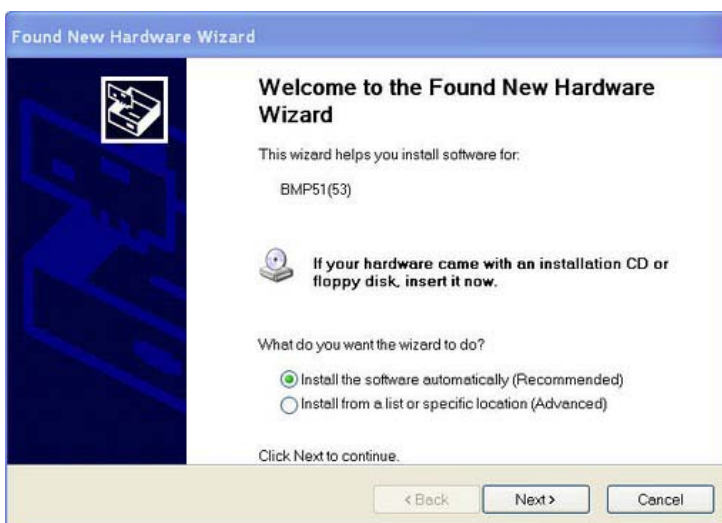 Found New Hardware Wizard
Welcome to the Found New Hardware
Wizard
This wizard helps you install software for:
BMP51(53)
If your hardware came with an installation CD or
floppy disk, insert it now.
What do you want the wizard to do?
Install the software automatically (Recommended)
Install from a list or specific location (Advanced)
Click Next to continue.
< Back Next > Cancel